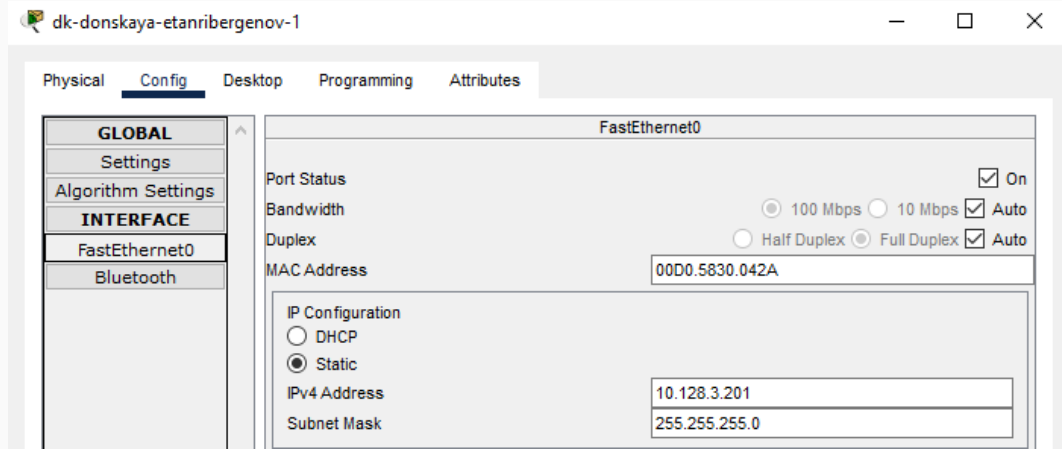 dk-donskaya-etanribergenov-1
Physical Config Desktop Programming Attributes
GLOBAL
Settings
Algorithm Settings
INTERFACE
FastEthernet0
Bluetooth
FastEthernet0
Port Status On
Bandwidth 100 Mbps 10 Mbps Auto
Duplex Half Duplex Full Duplex Auto
MAC Address 00D0.5830.042A
IP Configuration
DHCP
Static
IPv4 Address 10.128.3.201
Subnet Mask 255.255.255.0